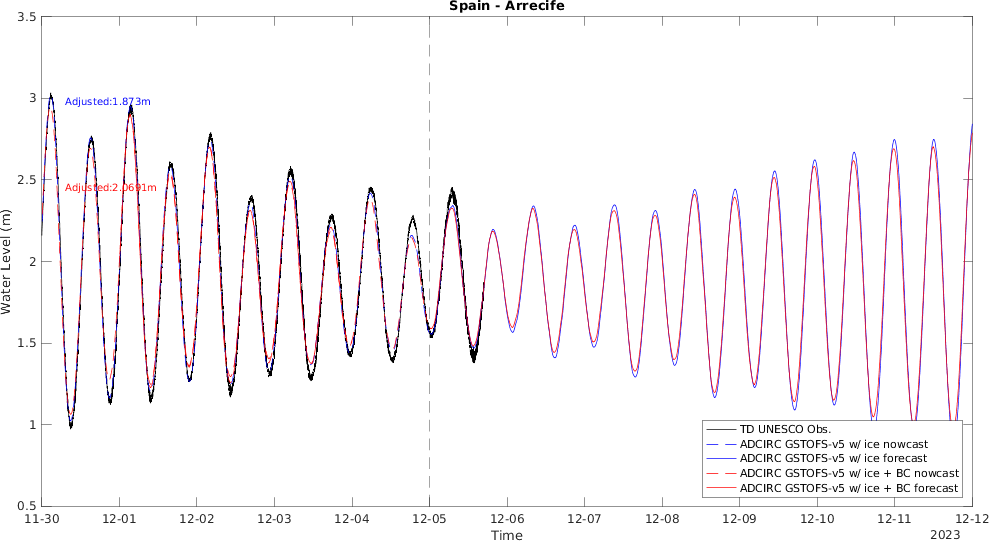 Spain - Arrecife
Water Level (m)
3.5
3
2.5
2
1.5
1
0.5
Adjusted:1.873m
Adjusted:2.0691m
TD UNESCO Obs.
ADCIRC GSTOFS-v5 w/ ice nowcast
ADCIRC GSTOFS-v5 w/ ice forecast
ADCIRC GSTOFS-v5 w/ ice + BC nowcast
ADCIRC GSTOFS-v5 w/ ice + BC forecast
11-30 12-01 12-02 12-03 12-04 12-05 12-06 12-07 12-08 12-09 12-10 12-11 12-12
Time
2023